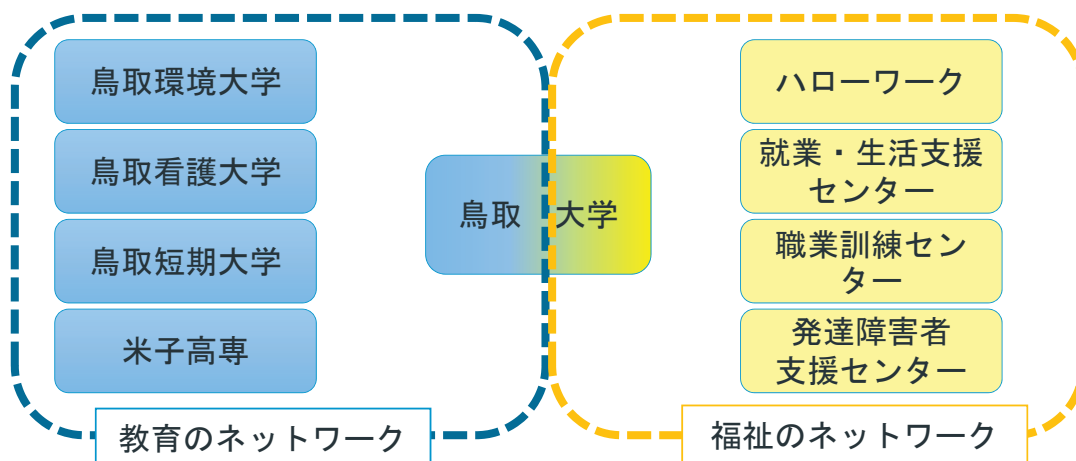 鳥取環境大学
鳥取看護大学
鳥取短期大学
米子高専
教育のネットワーク
鳥取 大学
ハローワーク
就業・生活支援
センター
職業訓練セン
ター
発達障害者
支援センター
福祉のネットワーク